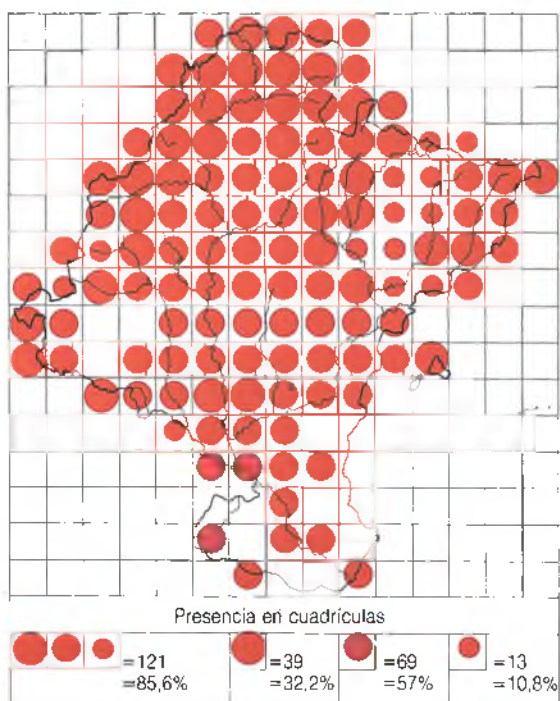 Presencia en cuadrículas
=121 =39 =69 =13
=85,6% =32,2% =57% =10,8%